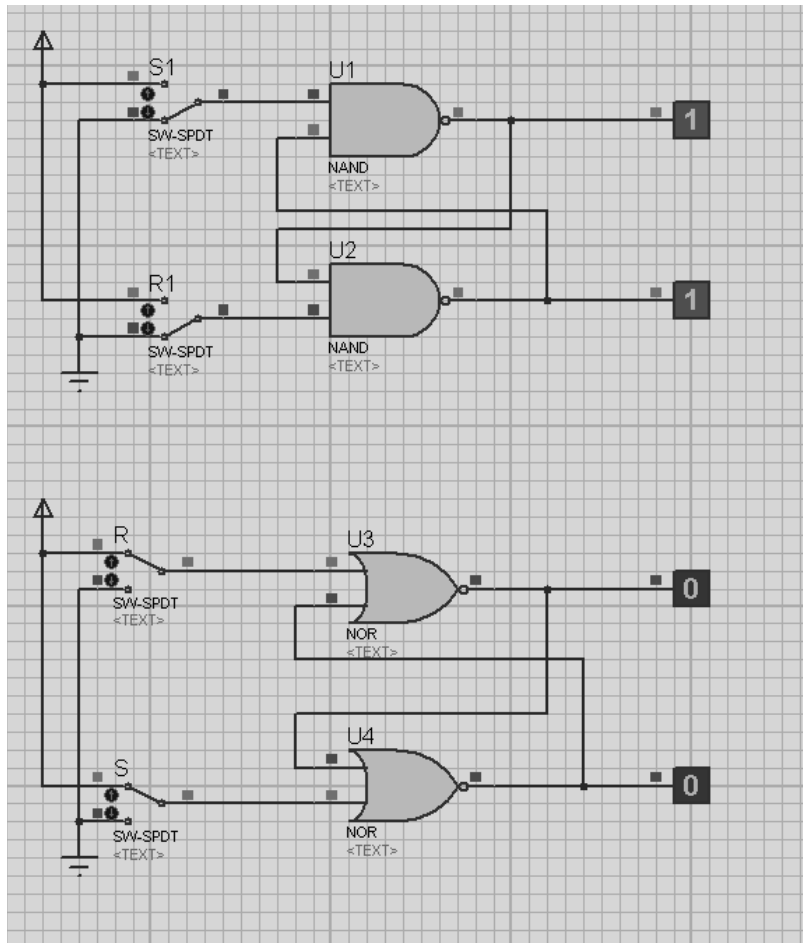 S1
SW-SPDT
<TEXT>
U1
NAND
<TEXT>
1
R1
SW-SPDT
<TEXT>
U2
NAND
<TEXT>
1
R
SW-SPDT
<TEXT>
U3
NOR
<TEXT>
0
S
SW-SPDT
<TEXT>
U4
NOR
<TEXT>
0